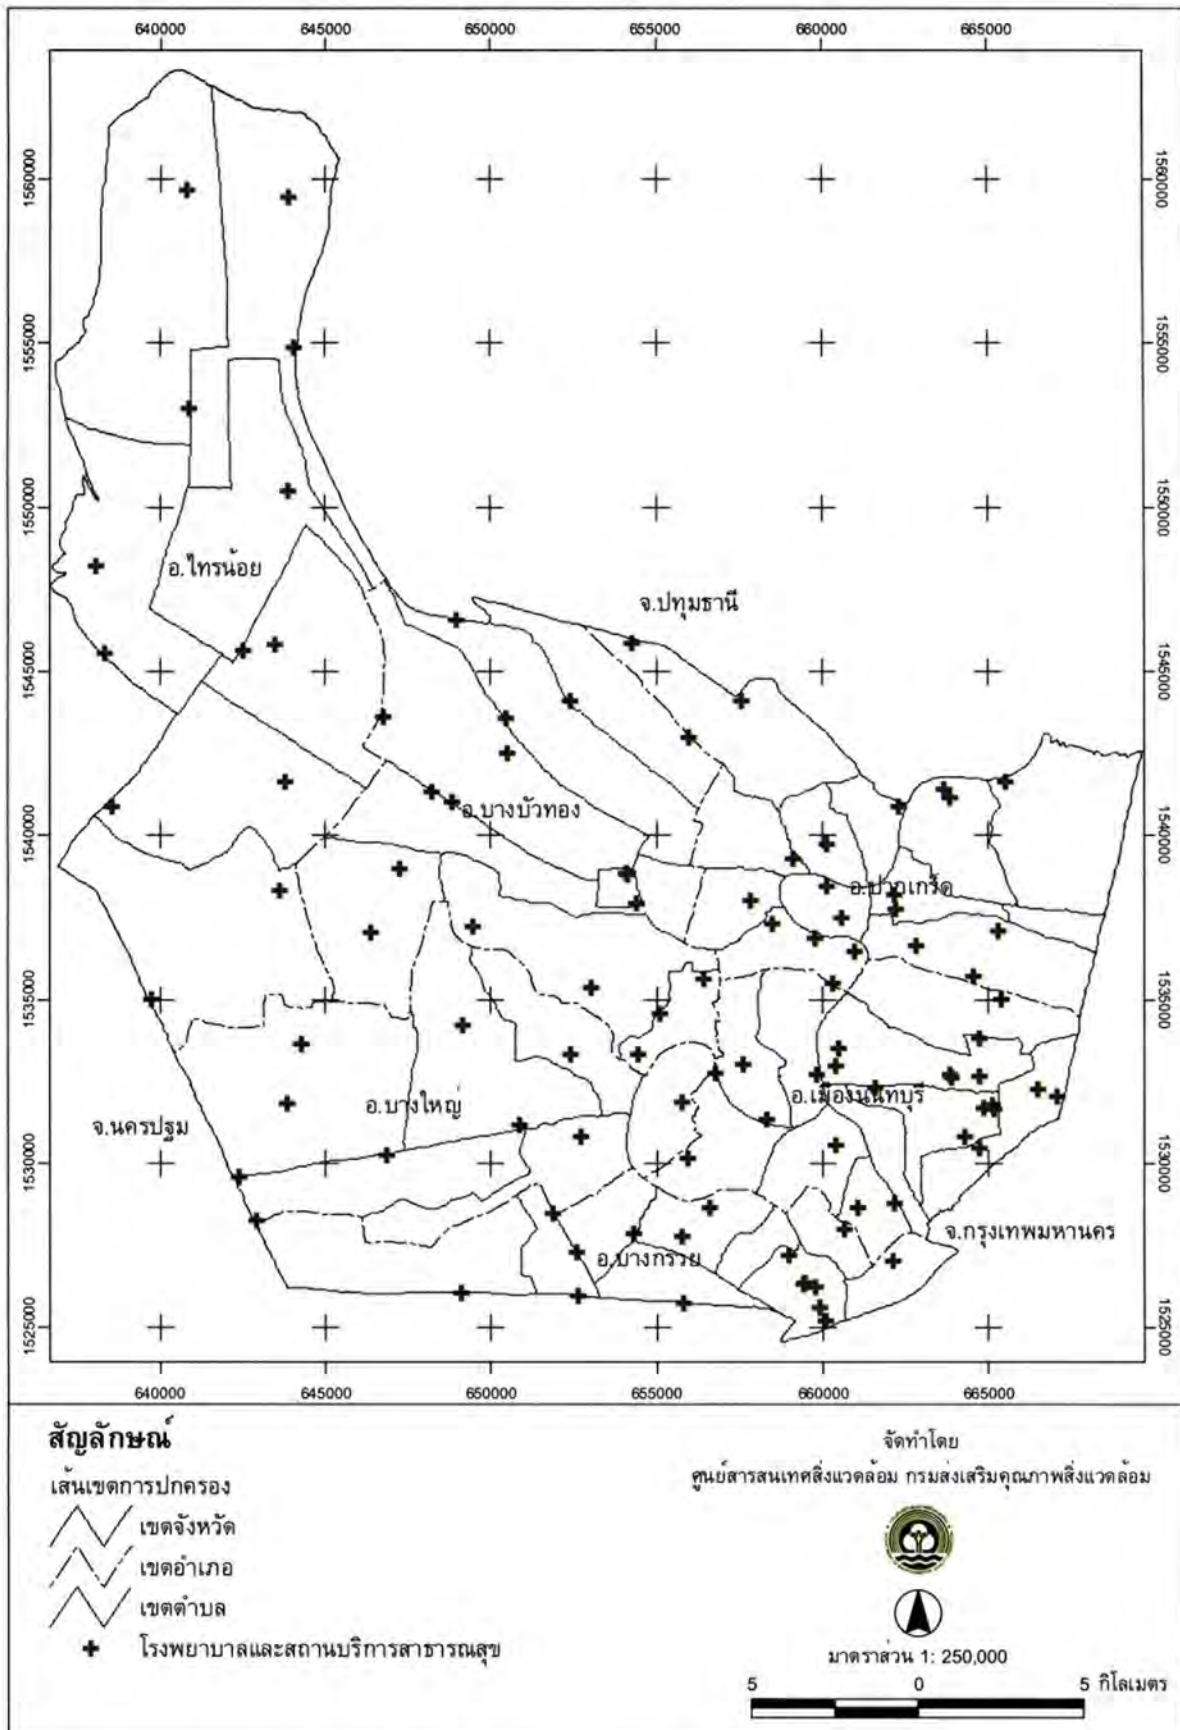 640000 645000 650000 655000 660000 665000
1560000 1560000
1555000 1555000
1550000 1550000
อ.ไทรน้อย
จ.ปทุมธานี
1545000 1545000
อ.บางบัวทอง
1540000 1540000
อ.ปากเกร็ด
1535000 1535000
อ.เมืองนนทบุรี
อ.บางใหญ่
จ.นครปฐม
1530000 1530000
จ.กรุงเทพมหานคร
อ.บางกรวย
1525000 1525000
640000 645000 650000 655000 660000 665000
สัญลักษณ์
เส้นเขตการปกครอง
เขตจังหวัด
เขตอำเภอ
เขตตำบล
โรงพยาบาลและสถานบริการสาธารณสุข
จัดทำโดย
ศูนย์สารสนเทศสิ่งแวดล้อม กรมส่งเสริมคุณภาพสิ่งแวดล้อม
มาตราส่วน 1: 250,000
5 0 5 กิโลเมตร